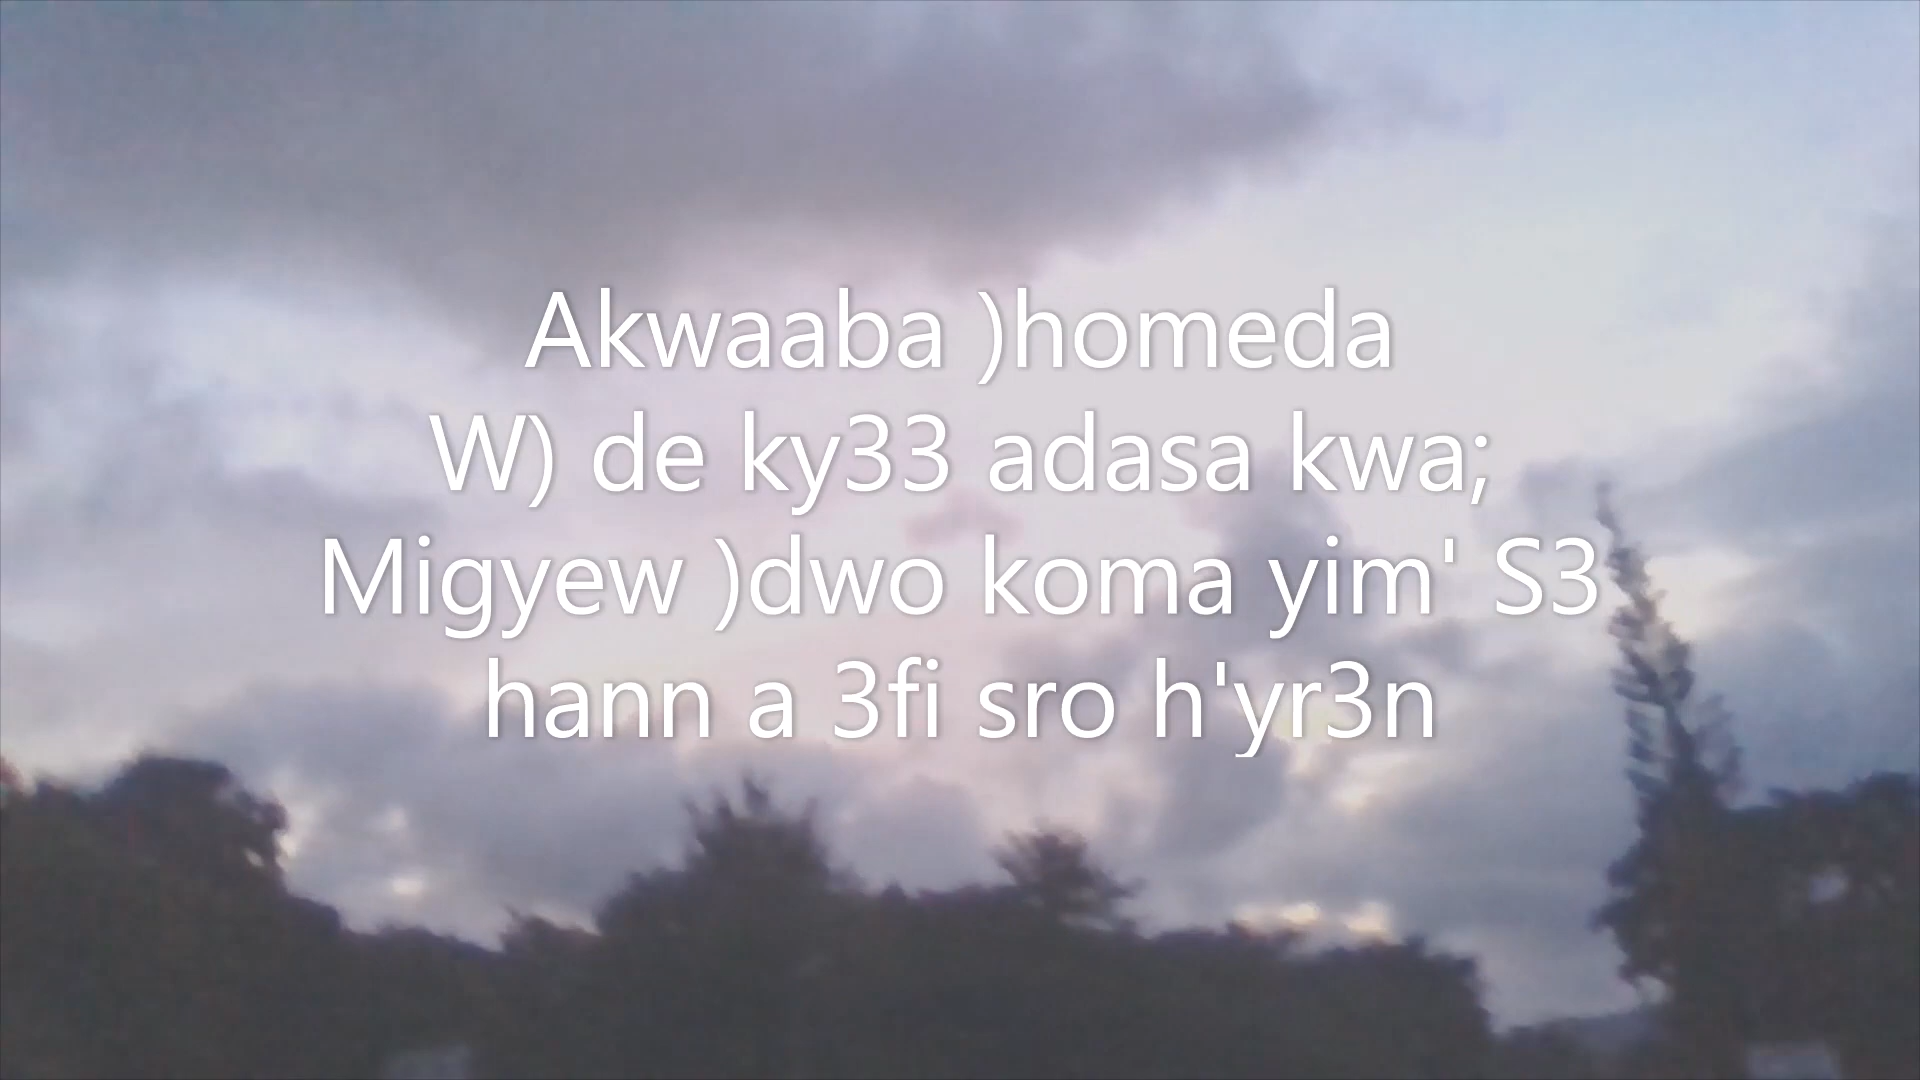 Akwaaba )homeda
W) de ky33 adasa kwa;
Migyew )dwo koma yim' S3
hann a 3fi sro h'yr3n